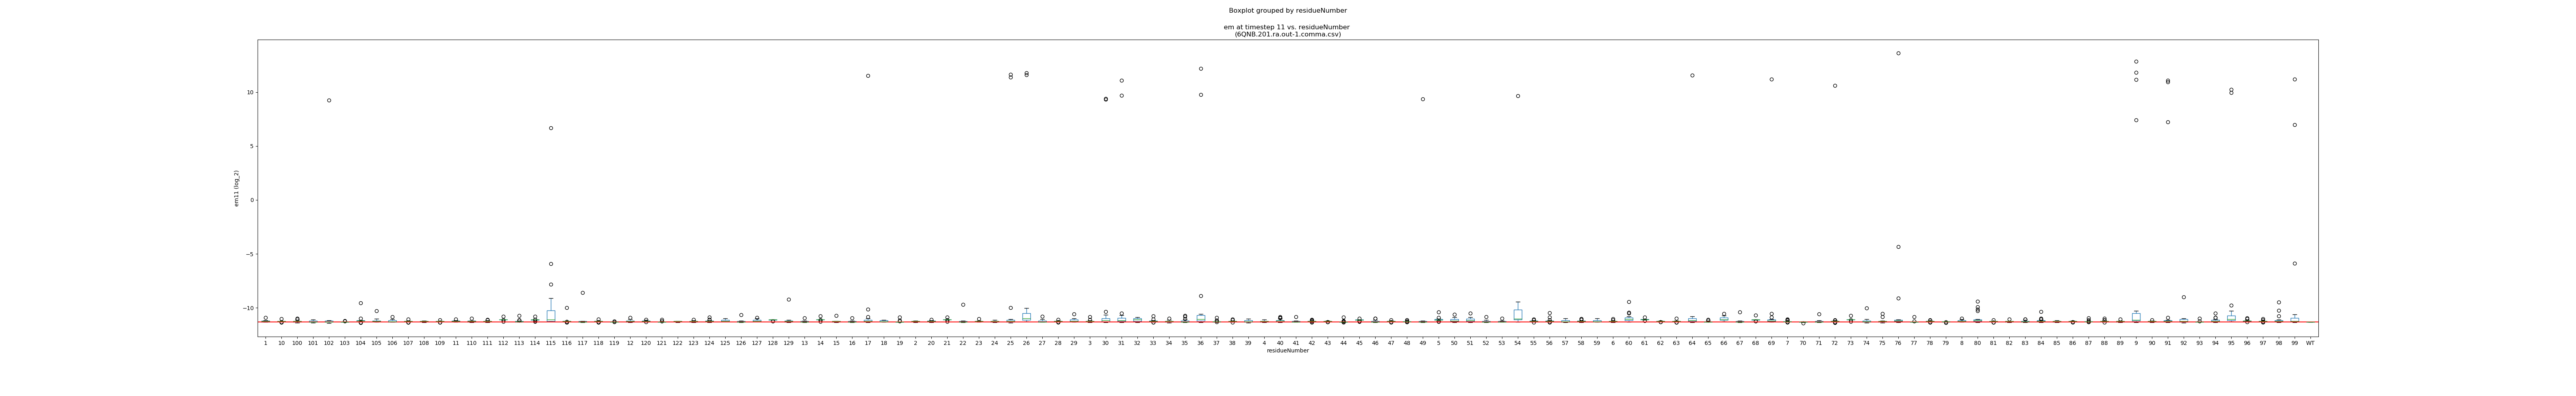 Boxplot grouped by residueNumber
em at timestep 11 vs. residueNumber
(6QNB.201.ra.out-1.comma.csv)
em11 (log_2)
10
5
0
−5
−10
1 10 100 101 102 103 104 105 106 107 108 109 11 110 111 112 113 114 115 116 117 118 119 12 120 121 122 123 124 125 126 127 128 129 13 14 15 16 17 18 19 2 20 21 22 23 24 25 26 27 28 29 3 30 31 32 33 34 35 36 37 38 39 4 40 41 42 43 44 45 46 47 48 49 5 50 51 52 53 54 55 56 57 58 59 6 60 61 62 63 64 65 66 67 68 69 7 70 71 72 73 74 75 76 77 78 79 8 80 81 82 83 84 85 86 87 88 89 9 90 91 92 93 94 95 96 97 98 99 WT
residueNumber